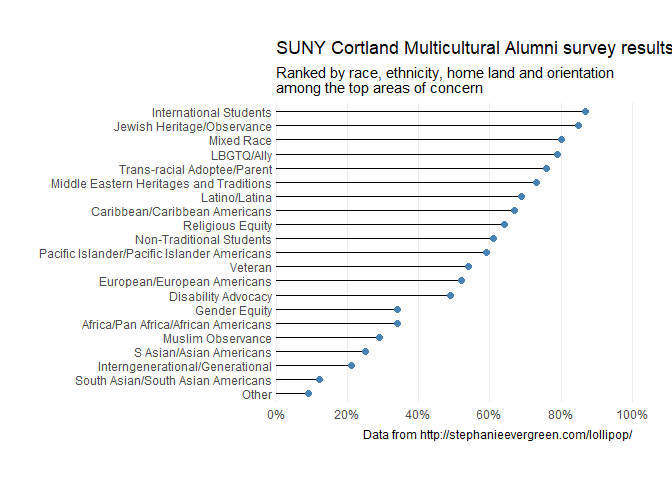 SUNY Cortland Multicultural Alumni survey results
Ranked by race, ethnicity, home land and orientation
among the top areas of concern
International Students
Jewish Heritage/Observance
Mixed Race
LBGTQ/Ally
Trans-racial Adoptee/Parent
Middle Eastern Heritages and Traditions
Latino/Latina
Caribbean/Caribbean Americans
Religious Equity
Non-Traditional Students
Pacific Islander/Pacific Islander Americans
Veteran
European/European Americans
Disability Advocacy
Gender Equity
Africa/Pan Africa/African Americans
Muslim Observance
S Asian/Asian Americans
Interngenerational/Generational
South Asian/South Asian Americans
Other
0% 20% 40% 60% 80% 100%
Data from http://stephanieevergreen.com/lollipop/